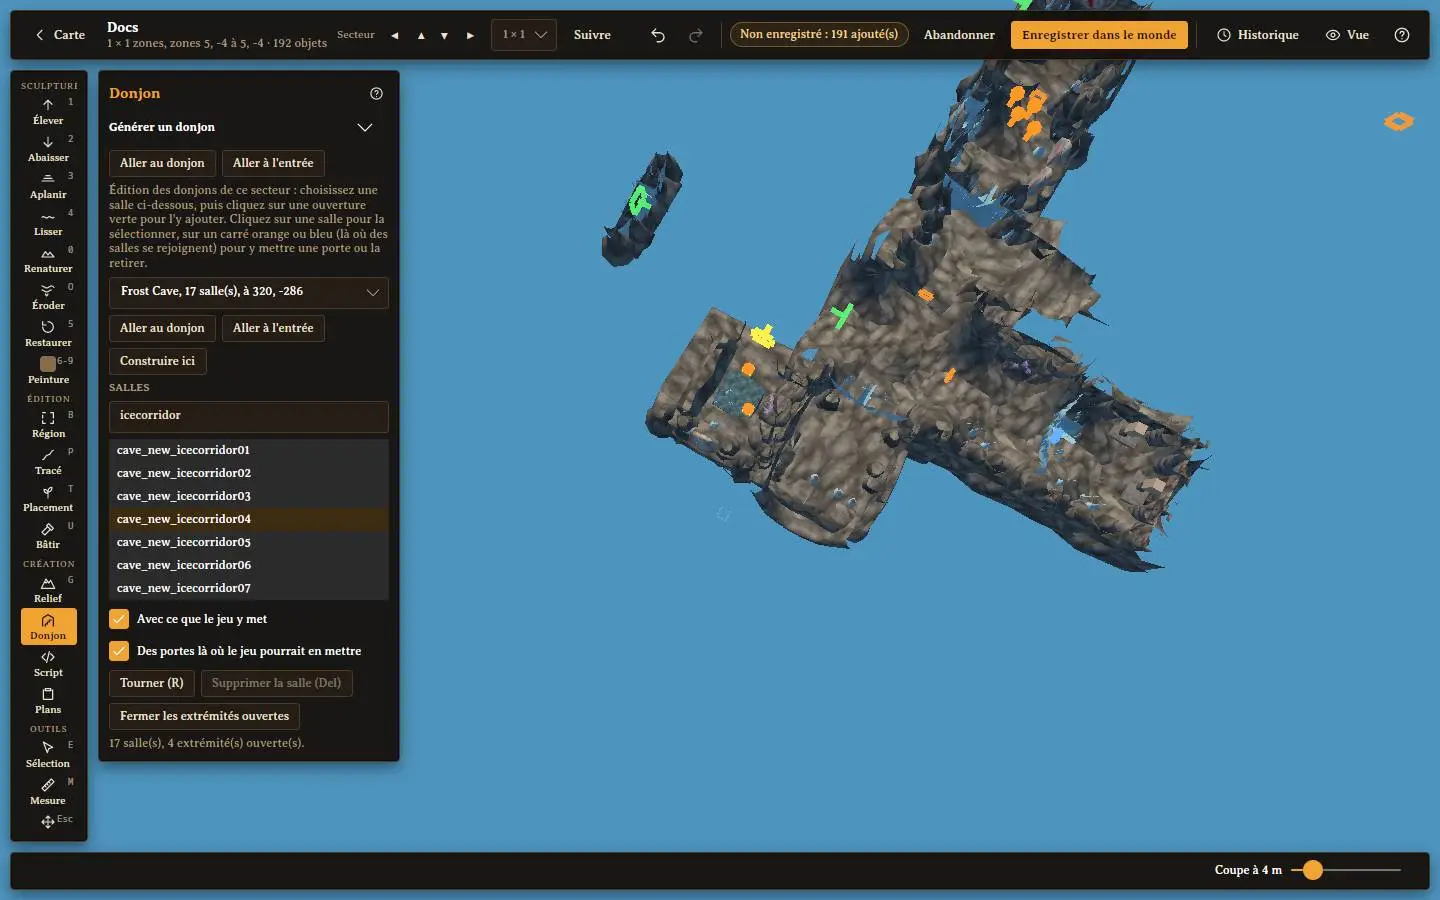 Carte
Docs
1 × 1 zones, zones 5, -4 à 5, -4 · 192 objets
Secteur
1 × 1
Suivre
Non enregistré : 191 ajouté(s)
Abandonner
Enregistrer dans le monde
Historique
Vue
SCULPTURE
1
Élever
2
Abaisser
3
Aplanir
4
Lisser
0
Renaturer
O
Éroder
5
Restaurer
6-9
Peinture
ÉDITION
B
Région
P
Tracé
T
Placement
U
Bâtir
CRÉATION
G
Relief
Donjon
Script
Plans
OUTILS
E
Sélection
M
Mesure
Esc
Donjon
Générer un donjon
Aller au donjon
Aller à l'entrée
Édition des donjons de ce secteur : choisissez une
salle ci-dessous, puis cliquez sur une ouverture
verte pour l'y ajouter. Cliquez sur une salle pour la
sélectionner, sur un carré orange ou bleu (là où des
salles se rejoignent) pour y mettre une porte ou la
retirer.
Frost Cave, 17 salle(s), à 320, -286
Aller au donjon
Aller à l'entrée
Construire ici
SALLES
icecorridor
cave_new_icecorridor01
cave_new_icecorridor02
cave_new_icecorridor03
cave_new_icecorridor04
cave_new_icecorridor05
cave_new_icecorridor06
cave_new_icecorridor07
Avec ce que le jeu y met
Des portes là où le jeu pourrait en mettre
Tourner (R)
Supprimer la salle (Del)
Fermer les extrémités ouvertes
17 salle(s), 4 extrémité(s) ouverte(s).
Coupe à 4 m